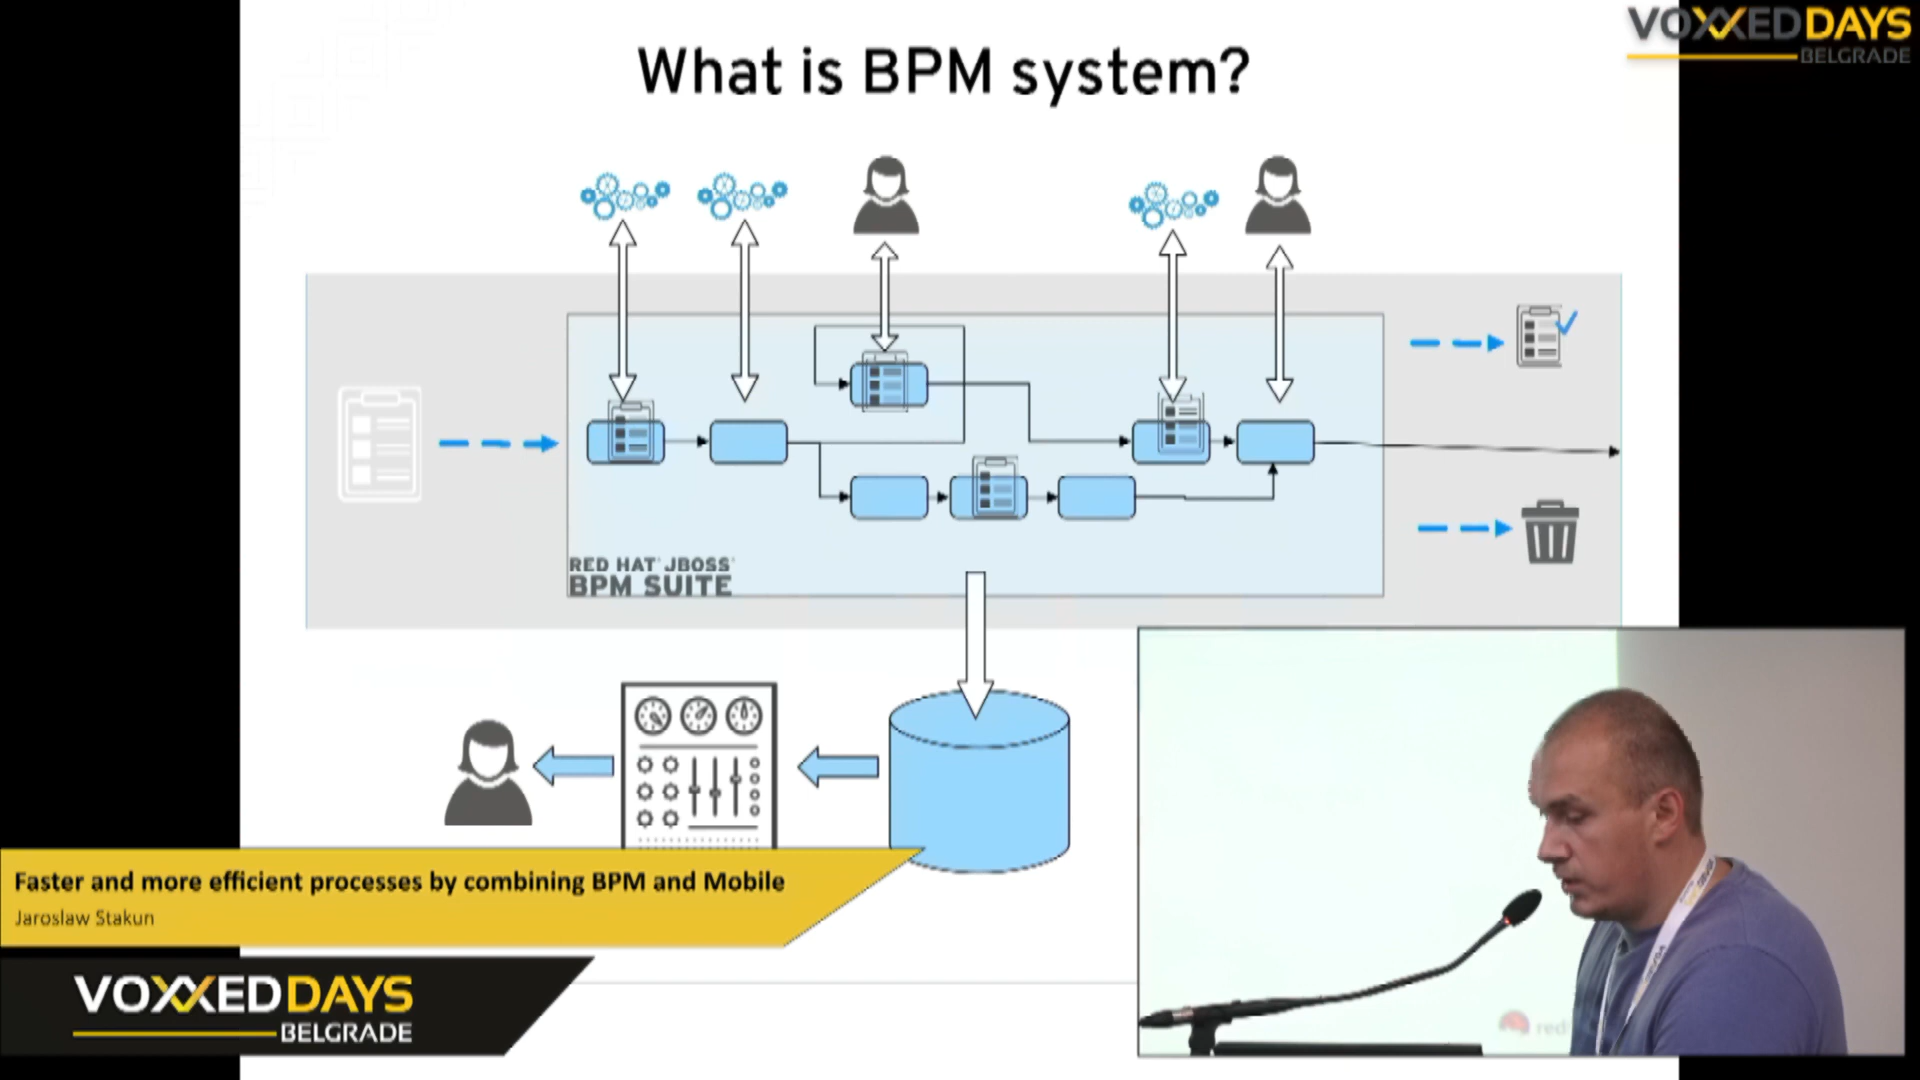 What is BPM system?
VOXXEDDAYS
BELGRADE
RED HAT JBOSS
BPM SUITE
Faster and more efficient processes by combining BPM and Mobile
Jaroslaw Stakun
VOXXEDDAYS
BELGRADE
red